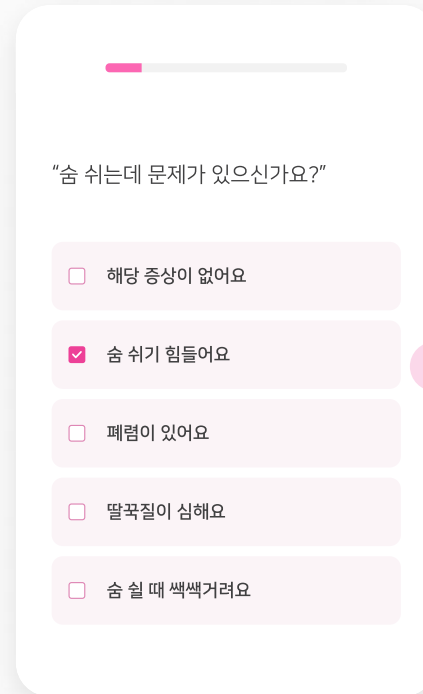 “숨 쉬는데 문제가 있으신가요?”
해당 증상이 없어요
숨 쉬기 힘들어요
폐렴이 있어요
딸꾹질이 심해요
숨 쉴 때 쌕쌕거려요